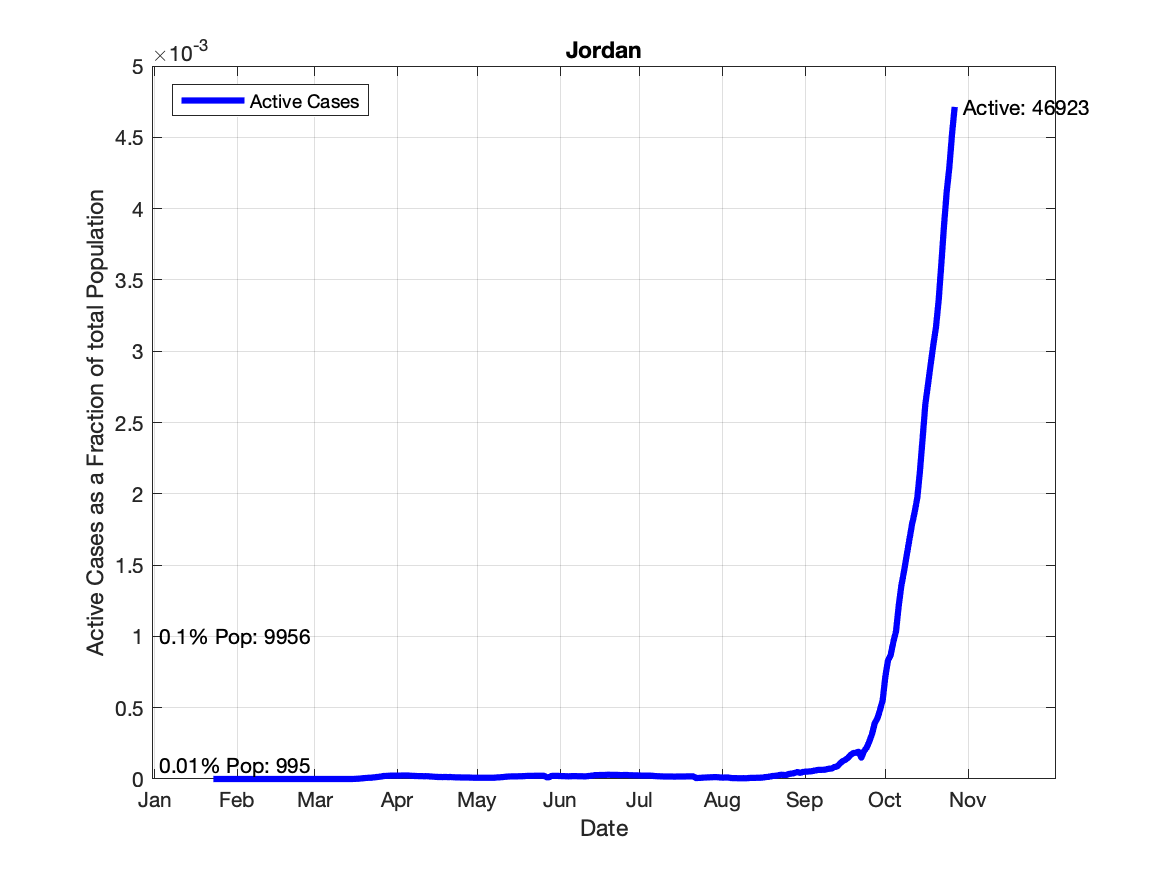 Jordan
×10-3
Active Cases
Active: 46923
5
4.5
4
3.5
3
2.5
2
1.5
1
0.5
0
0.1% Pop: 9956
0.01% Pop: 995
Active Cases as a Fraction of total Population
Jan Feb Mar Apr May Jun Jul Aug Sep Oct Nov
Date